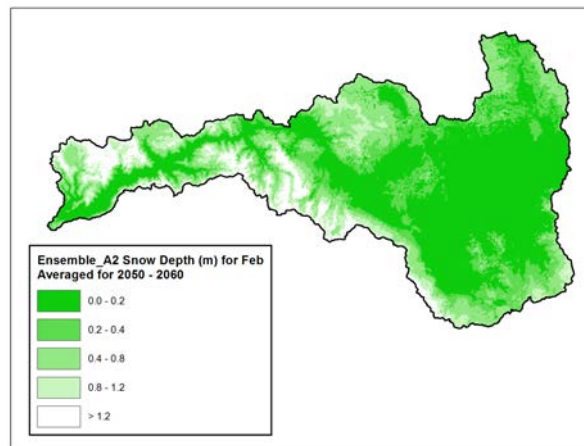 Ensemble_A2 Snow Depth (m) for Feb
Averaged for 2050 - 2060
0.0 - 0.2
0.2 - 0.4
0.4 - 0.8
0.8 - 1.2
> 1.2